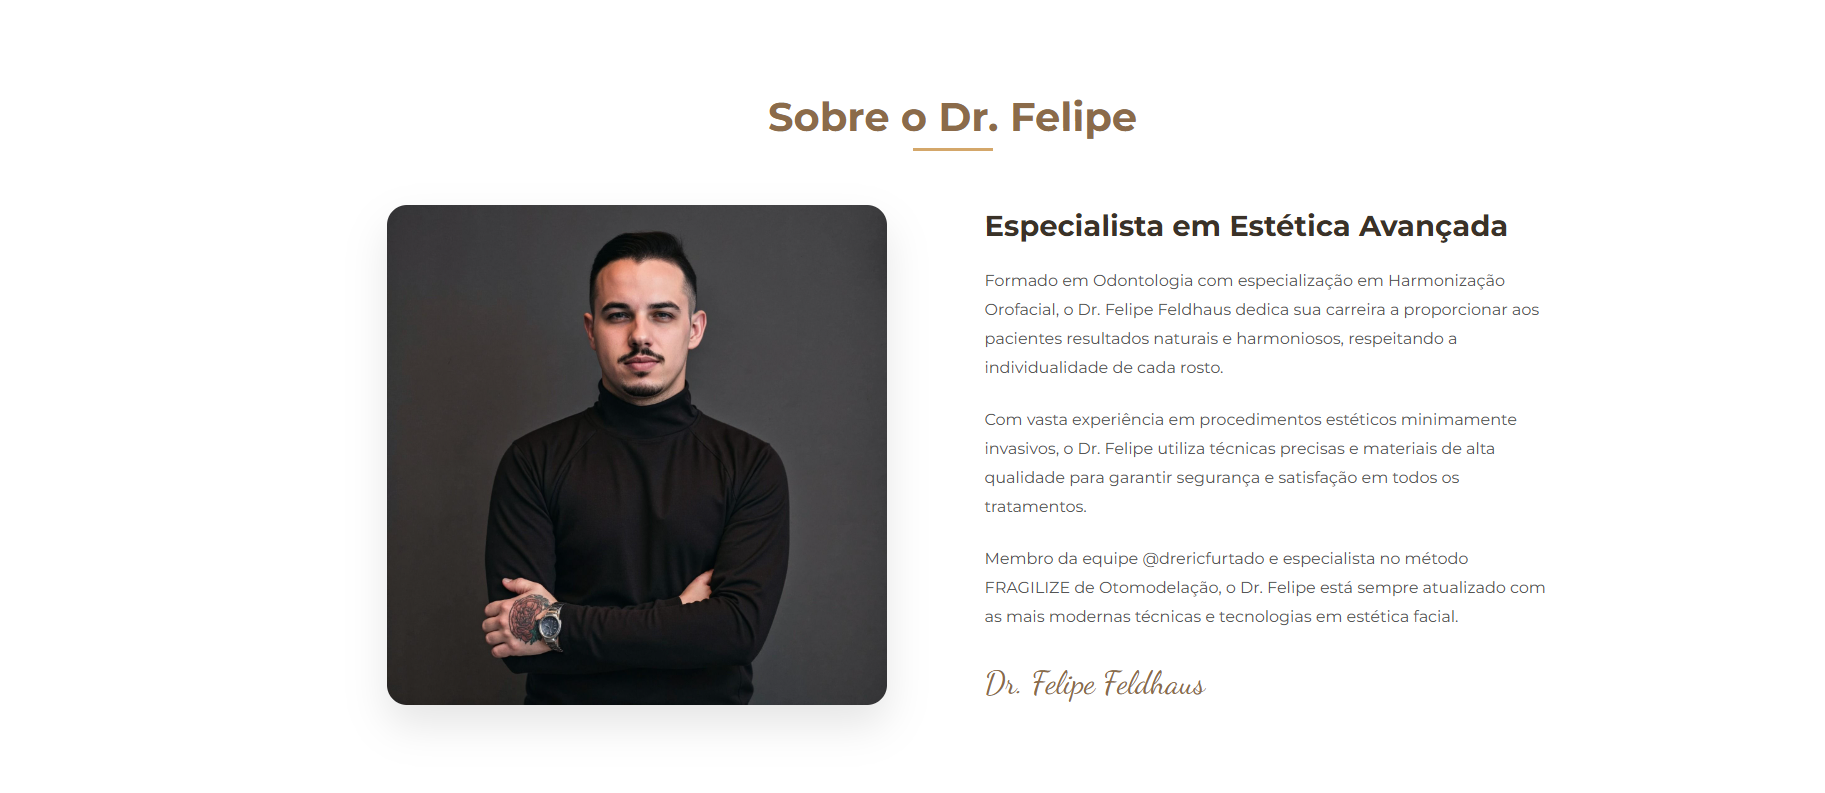 Sobre o Dr. Felipe
Especialista em Estética Avançada
Formado em Odontologia com especialização em Harmonização
Orofacial, o Dr. Felipe Feldhaus dedica sua carreira a proporcionar aos
pacientes resultados naturais e harmoniosos, respeitando a
individualidade de cada rosto.
Com vasta experiência em procedimentos estéticos minimamente
invasivos, o Dr. Felipe utiliza técnicas precisas e materiais de alta
qualidade para garantir segurança e satisfação em todos os
tratamentos.
Membro da equipe @drericfurtado e especialista no método
FRAGILIZE de Otomodelação, o Dr. Felipe está sempre atualizado com
as mais modernas técnicas e tecnologias em estética facial.
Dr. Felipe Feldhaus